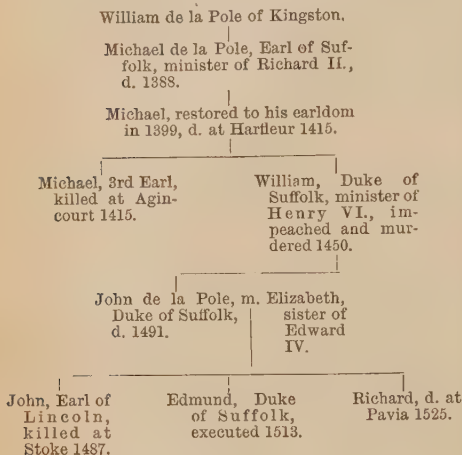 William de la Pole of Kingston.
Michael de la Pole, Earl of Suf-
folk, minister of Richard II.,
d. 1388.
Michael, restored to his earldom
in 1399, d. at Harfleur 1415.
Michael, 3rd Earl,
killed at Agin-
court 1415.
William, Duke of
Suffolk, minister of
Henry VI., im-
peached and mur-
dered 1450.
John de la Pole, m. Elizabeth,
Duke of Suffolk, sister of
d. 1491. Edward
IV.
John, Earl of
Lincoln,
killed at
Stoke 1487.
Edmund, Duke
of Suffolk,
executed 1513.
Richard, d. at
Pavia 1525.